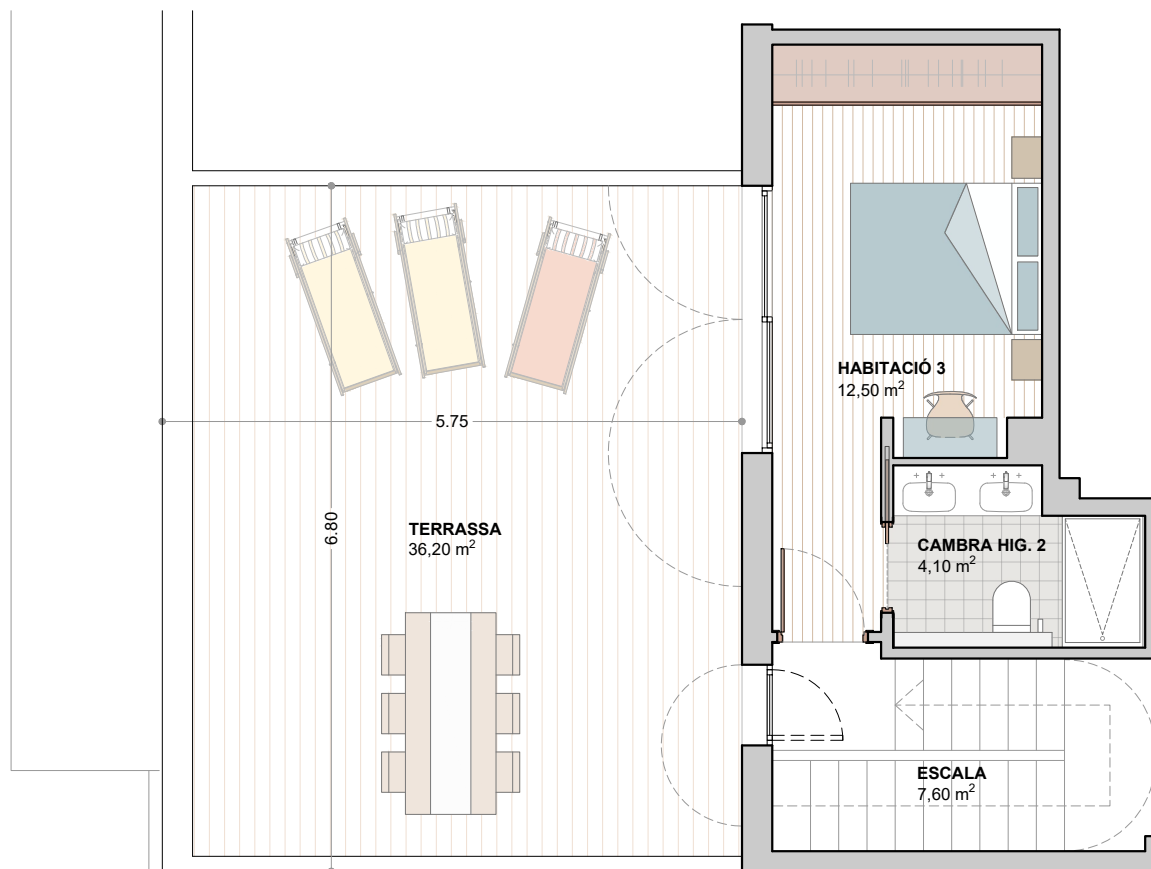 HABITACIÓ 3
12,50 m²
5.75
6.80
TERRASSA
36,20 m²
CAMBRA HIG. 2
4,10 m²
ESCALA
7,60 m²